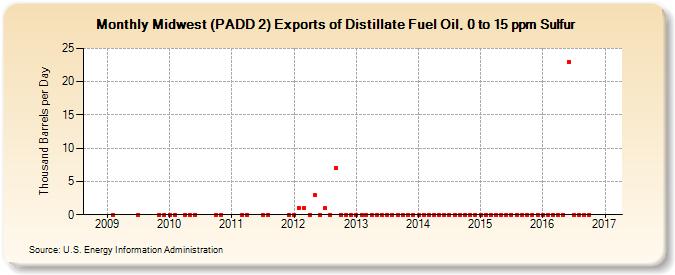 Monthly Midwest (PADD 2) Exports of Distillate Fuel Oil, 0 to 15 ppm Sulfur
Thousand Barrels per Day
25
20
15
10
5
0
2009 2010 2011 2012 2013 2014 2015 2016 2017
Source: U.S. Energy Information Administration